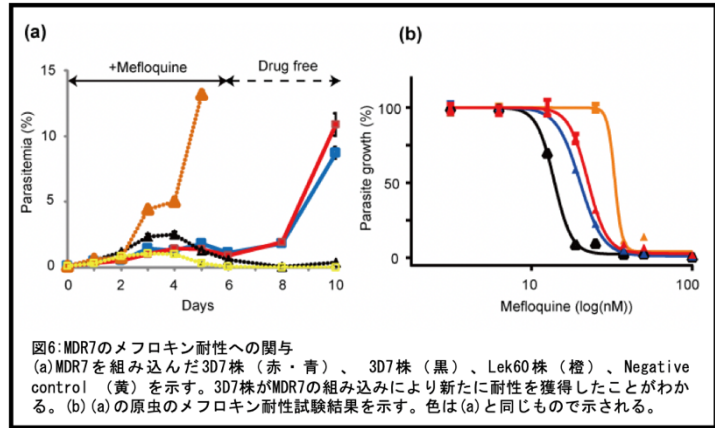 (a)
+Mefloquine
Drug free
15
10
5
0
Parasitemia (%)
0 2 4 6 8 10
Days
(b)
100
50
0
Parasite growth (%)
10 100
Mefloquine (log(nM))
図6:MDR7のメフロキン耐性への関与
(a)MDR7を組み込んだ3D7株(赤・青)、 3D7株(黒)、Lek60株(橙)、Negative
control (黄)を示す。3D7株がMDR7の組み込みにより新たに耐性を獲得したことがわか
る。(b)(a)の原虫のメフロキン耐性試験結果を示す。色は(a)と同じもので示される。